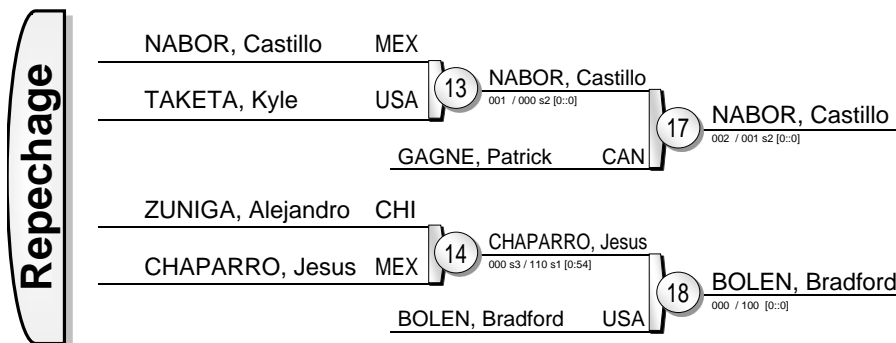 Repechage
NABOR, Castillo MEX
TAKETA, Kyle USA
13
NABOR, Castillo
001 / 000 s2 [0::0]
GAGNE, Patrick CAN
17
NABOR, Castillo
002 / 001 s2 [0::0]
ZUNIGA, Alejandro CHI
CHAPARRO, Jesus MEX
14
CHAPARRO, Jesus
000 s3 / 110 s1 [0:54]
BOLEN, Bradford USA
18
BOLEN, Bradford
000 / 100 [0::0]